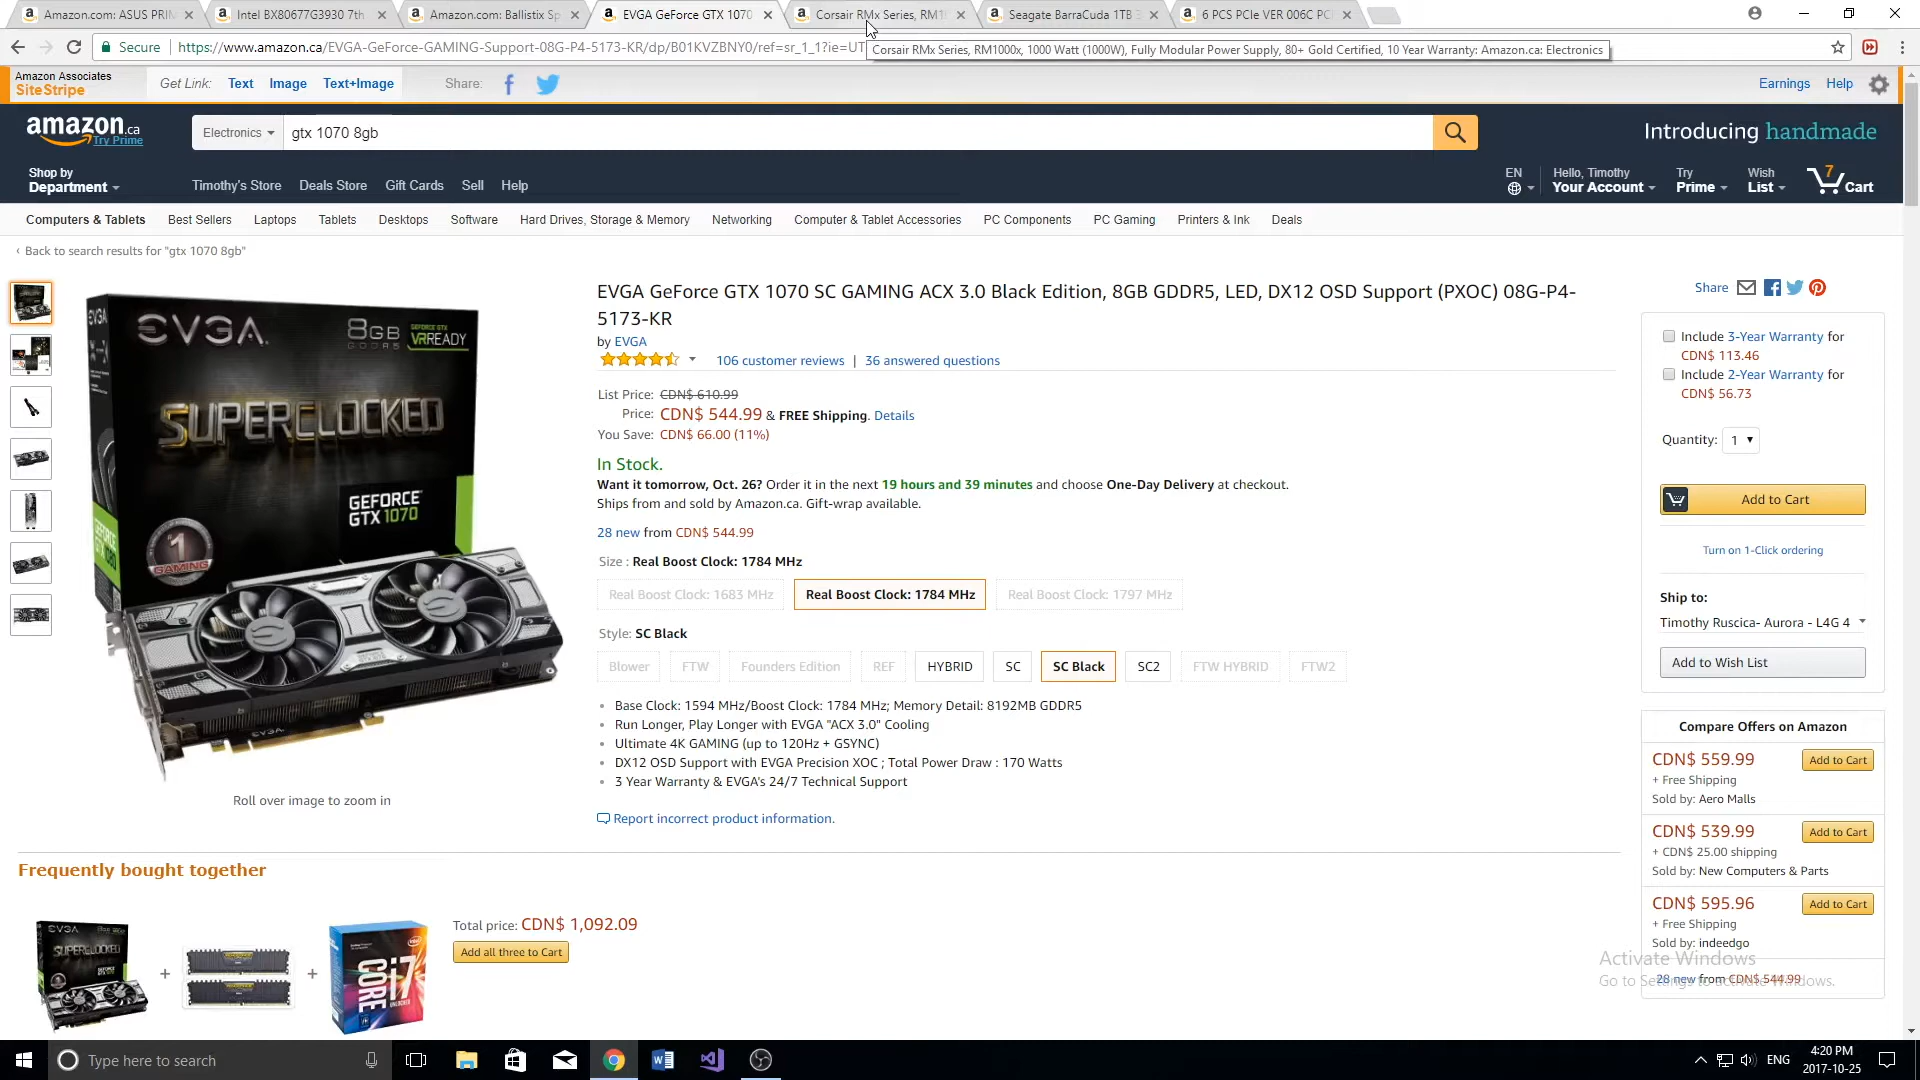 Amazon.com: ASUS PRIM
Intel BX80677G3930 7th
Amazon.com: Ballistix Sp
EVGA GeForce GTX 1070
Corsair RMx Series, RM1
Seagate BarraCuda 1TB
6 PCS PCIe VER 006C PCi
Secure
https://www.amazon.ca/EVGA-GeForce-GAMING-Support-08G-P4-5173-KR/dp/B01KVZBNY0/ref=sr_1_1?ie=UT
Corsair RMx Series, RM1000x, 1000 Watt (1000W), Fully Modular Power Supply, 80+ Gold Certified, 10 Year Warranty: Amazon.ca: Electronics
Amazon Associates
SiteStripe
Get Link: Text Image Text+Image
Share:
Earnings Help
amazon.ca
Try Prime
Electronics
gtx 1070 8gb
Introducing handmade
Shop by
Department
Timothy's Store Deals Store Gift Cards Sell Help
EN
Hello, Timothy
Your Account
Try
Prime
Wish
List
7
Cart
Computers & Tablets Best Sellers Laptops Tablets Desktops Software Hard Drives, Storage & Memory Networking Computer & Tablet Accessories PC Components PC Gaming Printers & Ink Deals
‹ Back to search results for "gtx 1070 8gb"
EVGA
8GB
GDDR5
GEFORCE GTX
VRREADY
SUPERCLOCKED
GEFORCE
GTX 1070
#1
GAMING
Roll over image to zoom in
EVGA GeForce GTX 1070 SC GAMING ACX 3.0 Black Edition, 8GB GDDR5, LED, DX12 OSD Support (PXOC) 08G-P4-
5173-KR
by EVGA
106 customer reviews | 36 answered questions
List Price: CDN$ 610.99
Price: CDN$ 544.99 & FREE Shipping. Details
You Save: CDN$ 66.00 (11%)
In Stock.
Want it tomorrow, Oct. 26? Order it in the next 19 hours and 39 minutes and choose One-Day Delivery at checkout.
Ships from and sold by Amazon.ca. Gift-wrap available.
28 new from CDN$ 544.99
Size : Real Boost Clock: 1784 MHz
Real Boost Clock: 1683 MHz
Real Boost Clock: 1784 MHz
Real Boost Clock: 1797 MHz
Style: SC Black
Blower
FTW
Founders Edition
REF
HYBRID
SC
SC Black
SC2
FTW HYBRID
FTW2
• Base Clock: 1594 MHz/Boost Clock: 1784 MHz; Memory Detail: 8192MB GDDR5
• Run Longer, Play Longer with EVGA "ACX 3.0" Cooling
• Ultimate 4K GAMING (up to 120Hz + GSYNC)
• DX12 OSD Support with EVGA Precision XOC ; Total Power Draw : 170 Watts
• 3 Year Warranty & EVGA's 24/7 Technical Support
Report incorrect product information.
Share
Include 3-Year Warranty for
CDN$ 113.46
Include 2-Year Warranty for
CDN$ 56.73
Quantity: 1
Add to Cart
Turn on 1-Click ordering
Ship to:
Timothy Ruscica- Aurora - L4G 4
Add to Wish List
Compare Offers on Amazon
CDN$ 559.99
Add to Cart
+ Free Shipping
Sold by: Aero Malls
CDN$ 539.99
Add to Cart
+ CDN$ 25.00 shipping
Sold by: New Computers & Parts
CDN$ 595.96
Add to Cart
+ Free Shipping
Sold by: indeedgo
28 new from CDN$ 544.99
Activate Windows
Go to Settings to activate Windows.
Frequently bought together
EVGA
SUPERCLOCKED
+
+
CORE
i7
UNLOCKED
Total price: CDN$ 1,092.09
Add all three to Cart
Type here to search
ENG
4:20 PM
2017-10-25